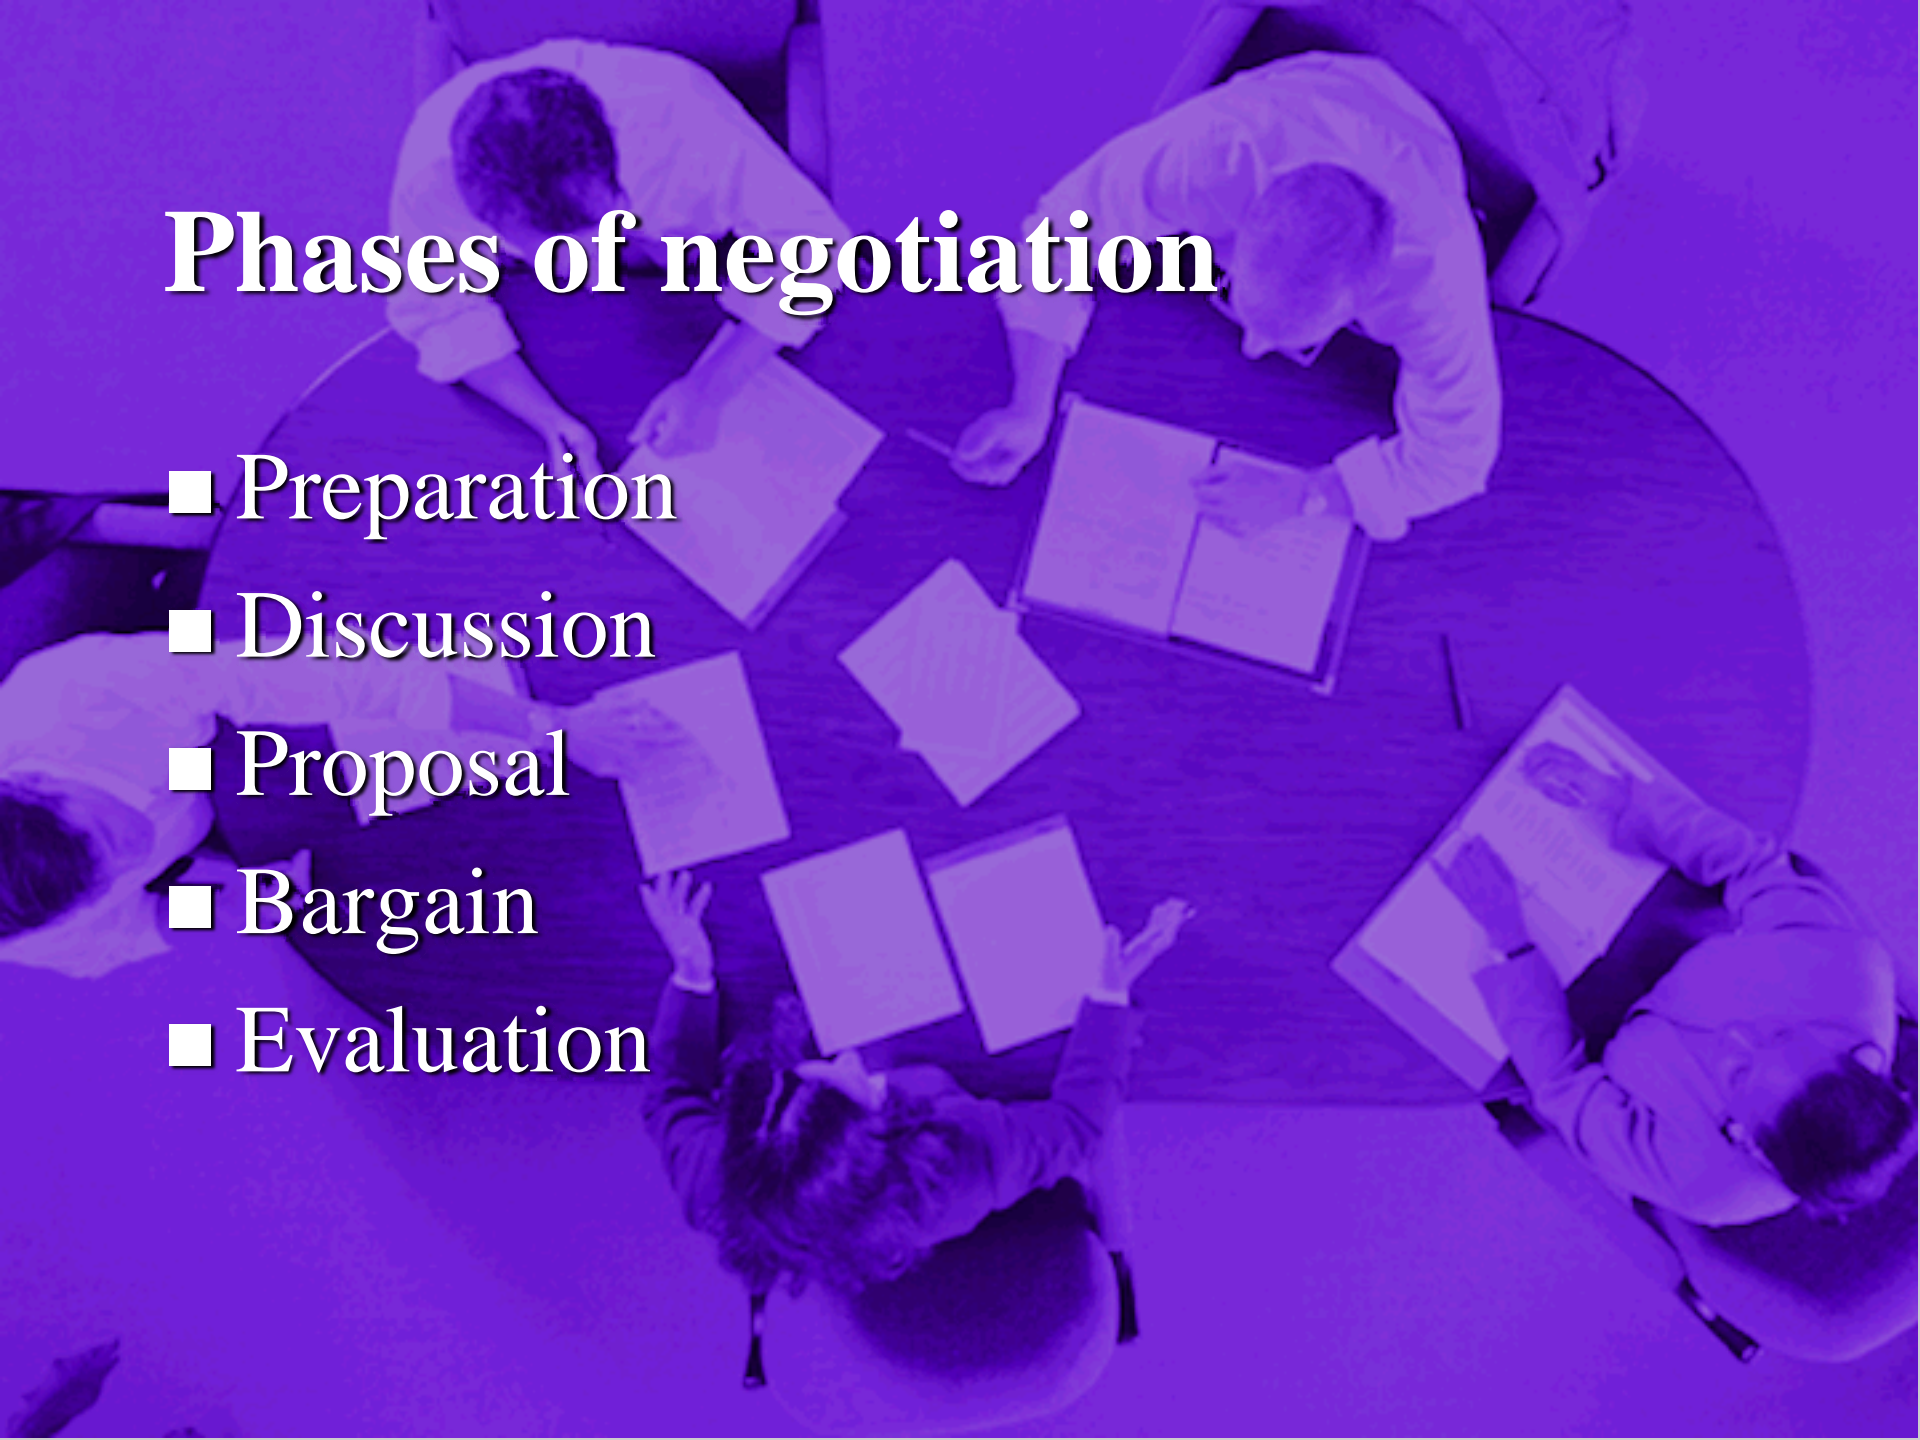 Phases of negotiation
Preparation
Discussion
Proposal
Bargain
Evaluation